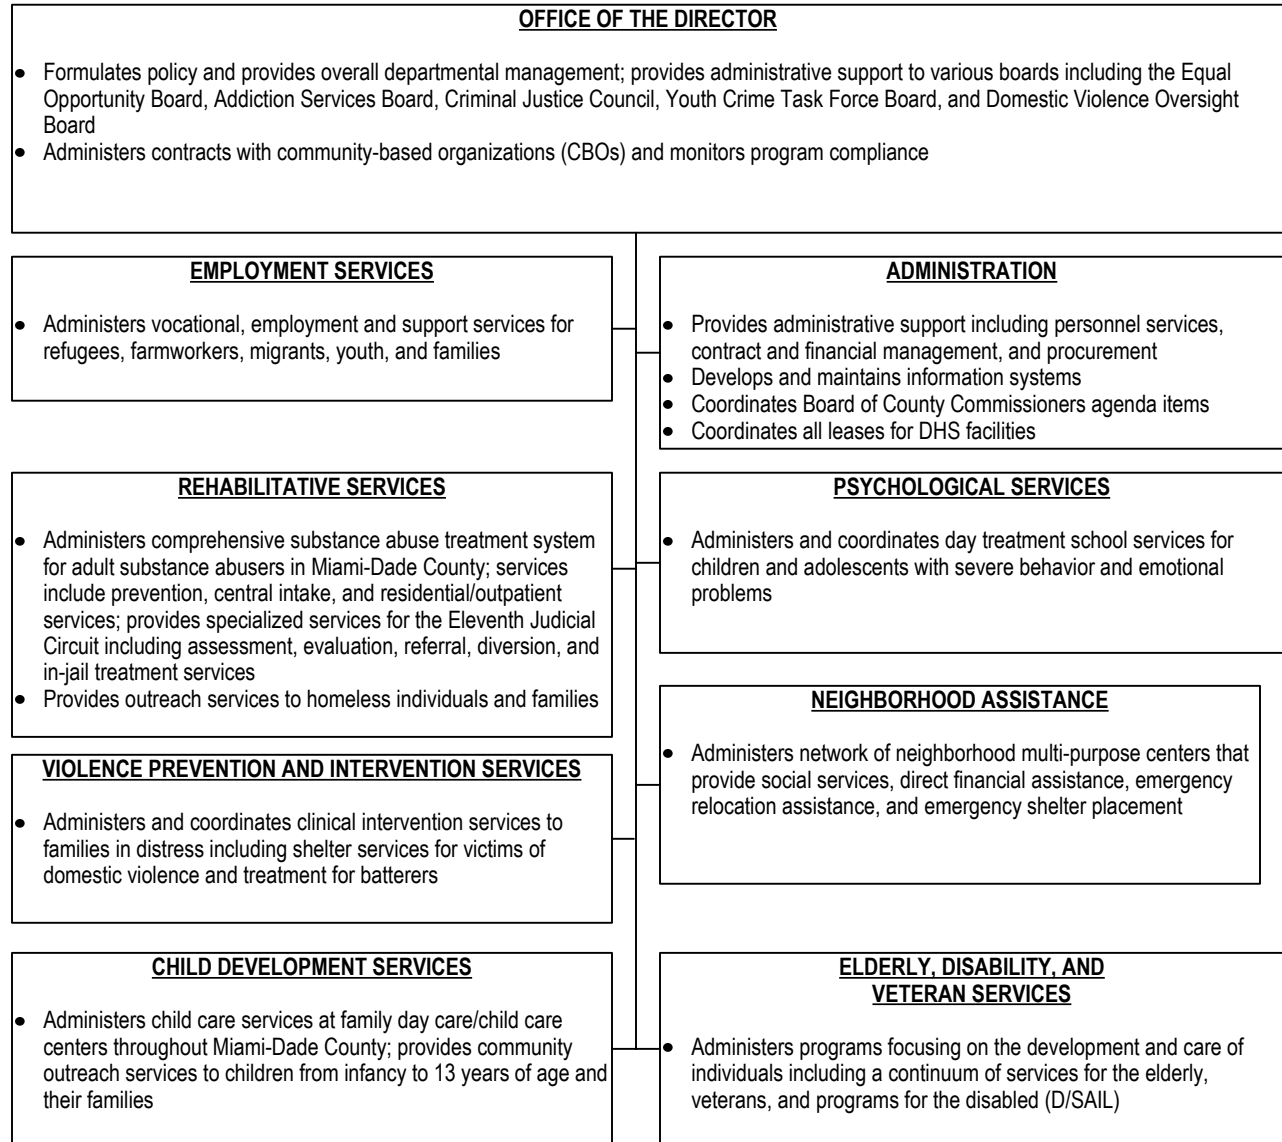 OFFICE OF THE DIRECTOR
• Formulates policy and provides overall departmental management; provides administrative support to various boards including the Equal
Opportunity Board, Addiction Services Board, Criminal Justice Council, Youth Crime Task Force Board, and Domestic Violence Oversight
Board
• Administers contracts with community-based organizations (CBOs) and monitors program compliance
EMPLOYMENT SERVICES
• Administers vocational, employment and support services for
refugees, farmworkers, migrants, youth, and families
ADMINISTRATION
• Provides administrative support including personnel services,
contract and financial management, and procurement
• Develops and maintains information systems
• Coordinates Board of County Commissioners agenda items
• Coordinates all leases for DHS facilities
REHABILITATIVE SERVICES
• Administers comprehensive substance abuse treatment system
for adult substance abusers in Miami-Dade County; services
include prevention, central intake, and residential/outpatient
services; provides specialized services for the Eleventh Judicial
Circuit including assessment, evaluation, referral, diversion, and
in-jail treatment services
• Provides outreach services to homeless individuals and families
PSYCHOLOGICAL SERVICES
• Administers and coordinates day treatment school services for
children and adolescents with severe behavior and emotional
problems
NEIGHBORHOOD ASSISTANCE
• Administers network of neighborhood multi-purpose centers that
provide social services, direct financial assistance, emergency
relocation assistance, and emergency shelter placement
VIOLENCE PREVENTION AND INTERVENTION SERVICES
• Administers and coordinates clinical intervention services to
families in distress including shelter services for victims of
domestic violence and treatment for batterers
CHILD DEVELOPMENT SERVICES
• Administers child care services at family day care/child care
centers throughout Miami-Dade County; provides community
outreach services to children from infancy to 13 years of age and
their families
ELDERLY, DISABILITY, AND
VETERAN SERVICES
• Administers programs focusing on the development and care of
individuals including a continuum of services for the elderly,
veterans, and programs for the disabled (D/SAIL)